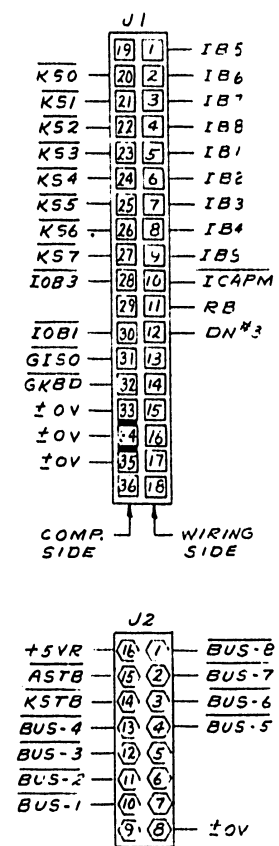 J1
19 1 IB5
KS0 20 2 IB6
KS1 21 3 IB7
KS2 22 4 IB8
KS3 23 5 IB1
KS4 24 6 IB2
KS5 25 7 IB3
KS6 26 8 IB4
KS7 27 9 IBS
IOB3 28 10 ICAPM
29 11 RB
IOB1 30 12 DN#3
GISO 31 13
GKBD 32 14
±0V 33 15
±0V 34 16
±0V 35 17
36 18
COMP. SIDE WIRING SIDE
J2
+5VR 16 1 BUS-8
ASTB 15 2 BUS-7
KSTB 14 3 BUS-6
BUS-4 13 4 BUS-5
BUS-3 12 5
BUS-2 11 6
BUS-1 10 7
9 8 ±0V